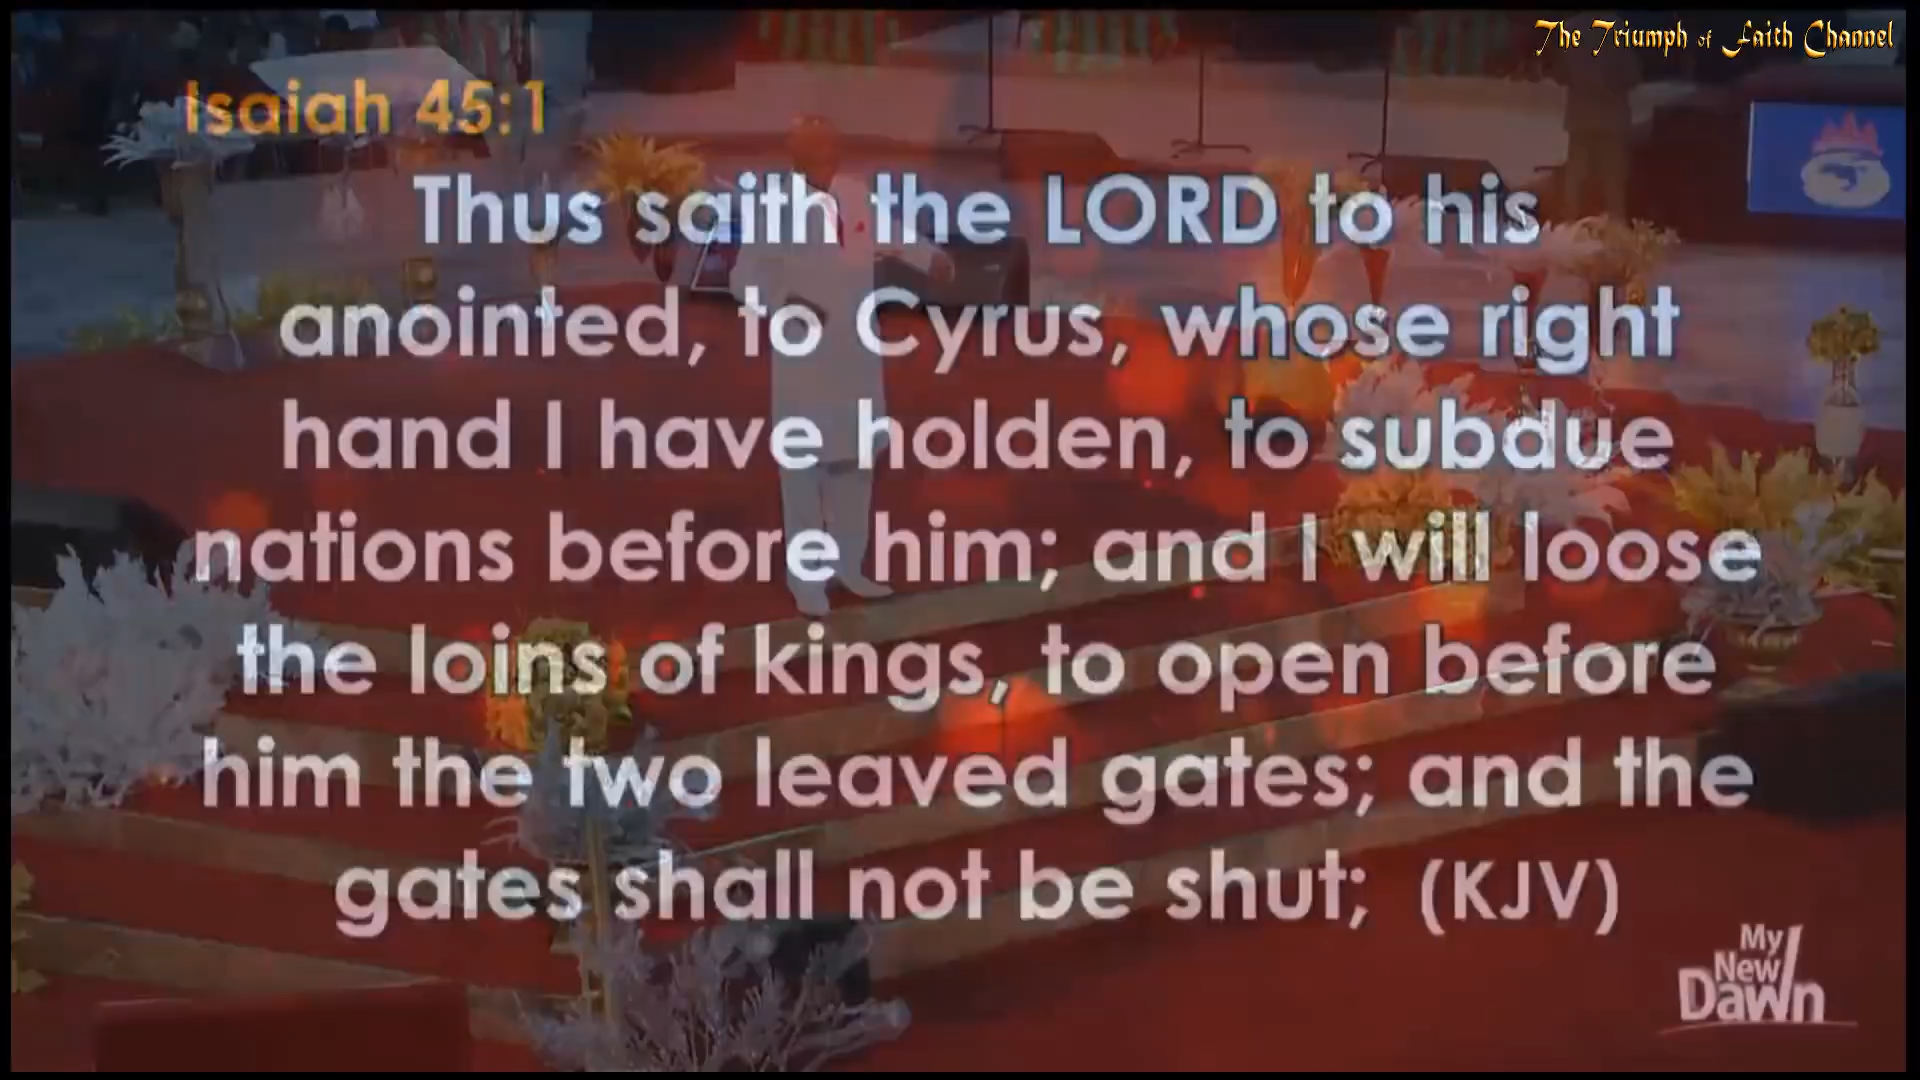 The Triumph of Faith Channel
Isaiah 45:1
Thus saith the LORD to his
anointed, to Cyrus, whose right
hand I have holden, to subdue
nations before him; and I will loose
the loins of kings, to open before
him the two leaved gates; and the
gates shall not be shut; (KJV)
My
New
Dawn